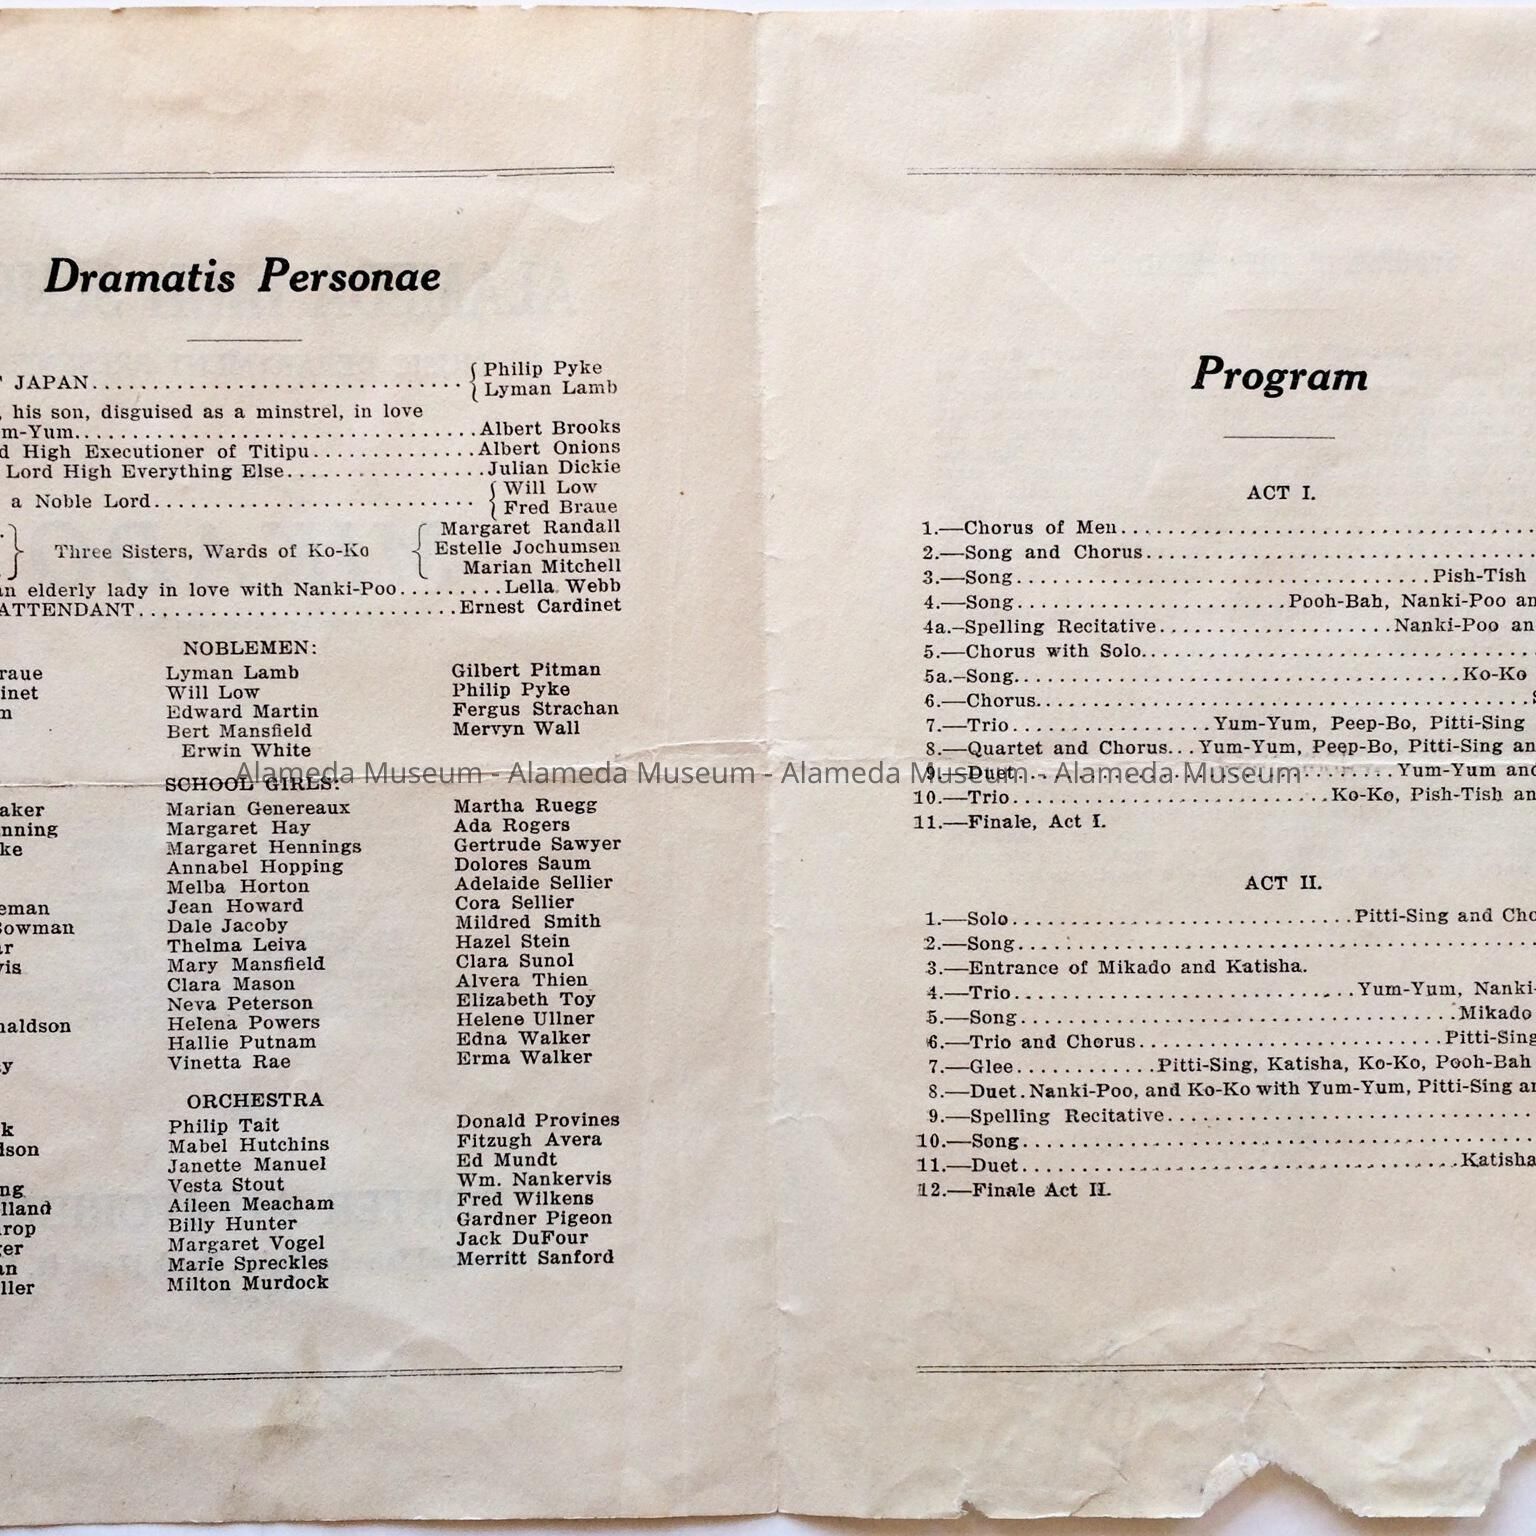 Dramatis Personae
JAPAN.............................. { Philip Pyke
Lyman Lamb
, his son, disguised as a minstrel, in love
m-Yum.................................Albert Brooks
d High Executioner of Titipu..............Albert Onions
Lord High Everything Else.................Julian Dickie
a Noble Lord........................... { Will Low
Fred Braue
} Three Sisters, Wards of Ko-Ko { Margaret Randall
Estelle Jochumsen
Marian Mitchell
an elderly lady in love with Nanki-Poo.........Lella Webb
ATTENDANT...........................Ernest Cardinet
NOBLEMEN:
raue Lyman Lamb Gilbert Pitman
inet Will Low Philip Pyke
m Edward Martin Fergus Strachan
Bert Mansfield Mervyn Wall
Erwin White
SCHOOL GIRLS:
aker Marian Genereaux Martha Ruegg
nning Margaret Hay Ada Rogers
ke Margaret Hennings Gertrude Sawyer
Annabel Hopping Dolores Saum
Melba Horton Adelaide Sellier
eman Jean Howard Cora Sellier
Bowman Dale Jacoby Mildred Smith
ar Thelma Leiva Hazel Stein
vis Mary Mansfield Clara Sunol
Clara Mason Alvera Thien
Neva Peterson Elizabeth Toy
naldson Helena Powers Helene Ullner
Hallie Putnam Edna Walker
y Vinetta Rae Erma Walker
ORCHESTRA
k Philip Tait Donald Provines
lson Mabel Hutchins Fitzugh Avera
Janette Manuel Ed Mundt
ng Vesta Stout Wm. Nankervis
lland Aileen Meacham Fred Wilkens
rop Billy Hunter Gardner Pigeon
ger Margaret Vogel Jack DuFour
an Marie Spreckles Merritt Sanford
ller Milton Murdock
Alameda Museum - Alameda Museum - Alameda Museum - Alameda Museum
Program
ACT I.
1.—Chorus of Men..................................
2.—Song and Chorus................................
3.—Song..................................Pish-Tish
4.—Song......................Pooh-Bah, Nanki-Poo an
4a.—Spelling Recitative...................Nanki-Poo an
5.—Chorus with Solo................................
5a.—Song.....................................Ko-Ko
6.—Chorus........................................S
7.—Trio.................Yum-Yum, Peep-Bo, Pitti-Sing
8.—Quartet and Chorus...Yum-Yum, Peep-Bo, Pitti-Sing an
9.—Duet................................Yum-Yum and
10.—Trio..........................Ko-Ko, Pish-Tish an
11.—Finale, Act I.
ACT II.
1.—Solo............................Pitti-Sing and Cho
2.—Song...........................................
3.—Entrance of Mikado and Katisha.
4.—Trio............................Yum-Yum, Nanki-
5.—Song....................................Mikado
6.—Trio and Chorus.........................Pitti-Sing
7.—Glee............Pitti-Sing, Katisha, Ko-Ko, Pooh-Bah
8.—Duet.Nanki-Poo, and Ko-Ko with Yum-Yum, Pitti-Sing an
9.—Spelling Recitative..............................
10.—Song..........................................
11.—Duet....................................Katisha
12.—Finale Act II.